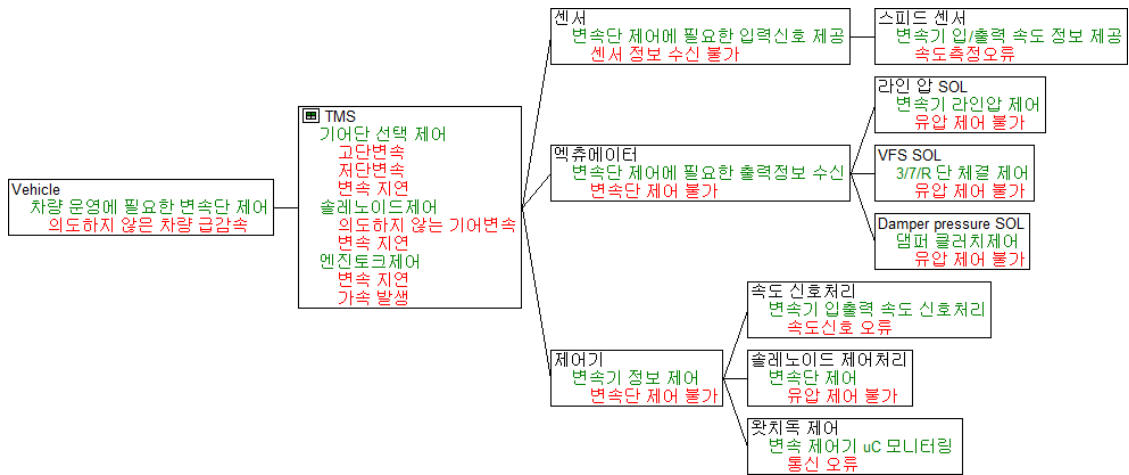 Vehicle
차량 운영에 필요한 변속단 제어
의도하지 않은 차량 급감속
TMS
기어단 선택 제어
고단변속
저단변속
변속 지연
솔레노이드제어
의도하지 않는 기어변속
변속 지연
엔진토크제어
변속 지연
가속 발생
센서
변속단 제어에 필요한 입력신호 제공
센서 정보 수신 불가
스피드 센서
변속기 입/출력 속도 정보 제공
속도측정오류
엑츄에이터
변속단 제어에 필요한 출력정보 수신
변속단 제어 불가
라인 압 SOL
변속기 라인압 제어
유압 제어 불가
VFS SOL
3/7/R 단 체결 제어
유압 제어 불가
Damper pressure SOL
댐퍼 클러치제어
유압 제어 불가
제어기
변속기 정보 제어
변속단 제어 불가
속도 신호처리
변속기 입출력 속도 신호처리
속도신호 오류
솔레노이드 제어처리
변속단 제어
유압 제어 불가
왓치독 제어
변속 제어기 uC 모니터링
통신 오류